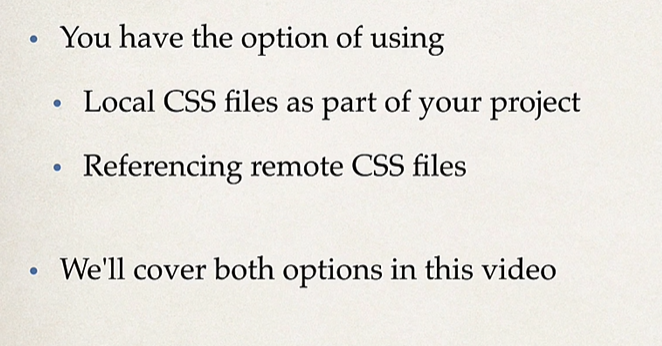 • You have the option of using
• Local CSS files as part of your project
• Referencing remote CSS files
• We'll cover both options in this video